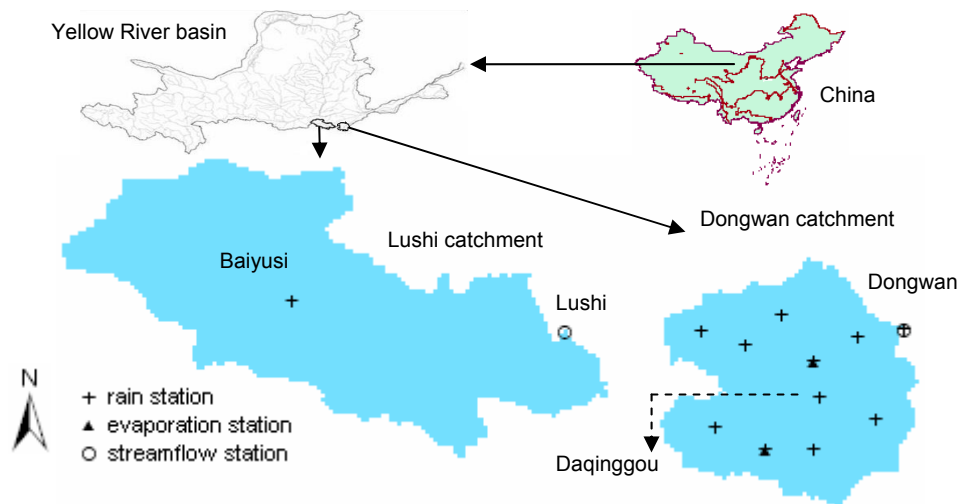 Yellow River basin
China
Dongwan catchment
Lushi catchment
Baiyusi
Dongwan
Lushi
N
rain station
evaporation station
streamflow station
Daqinggou